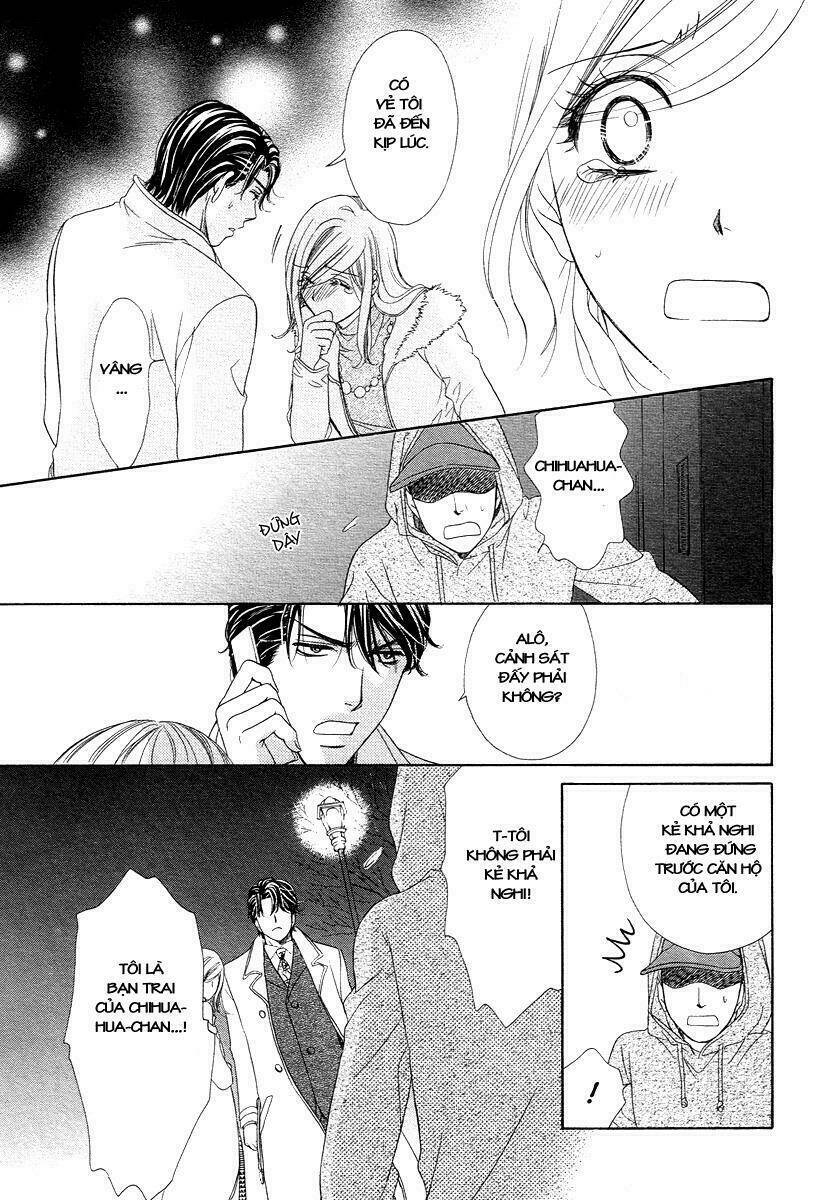 CÓ
VẺ TÔI
ĐÃ ĐẾN
KỊP LÚC.
VÂNG
...
CHIHUAHUA-
CHAN...
ĐỨNG
DẬY
ALÔ,
CẢNH SÁT
ĐẤY PHẢI
KHÔNG?
CÓ MỘT
KẺ KHẢ NGHI
ĐANG ĐỨNG
TRƯỚC CĂN HỘ
CỦA TÔI.
!
T-TÔI
KHÔNG PHẢI
KẺ KHẢ
NGHI!
TÔI LÀ
BẠN TRAI
CỦA CHIHUA-
HUA-CHAN...!